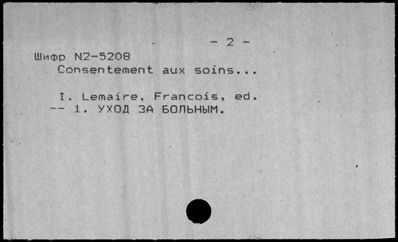 - 2 -
Шифр N2-5208
Consentement aux soins...
I. Lemaire, Francois, ed.
-- 1. УХОД ЗА БОЛЬНЫМ.